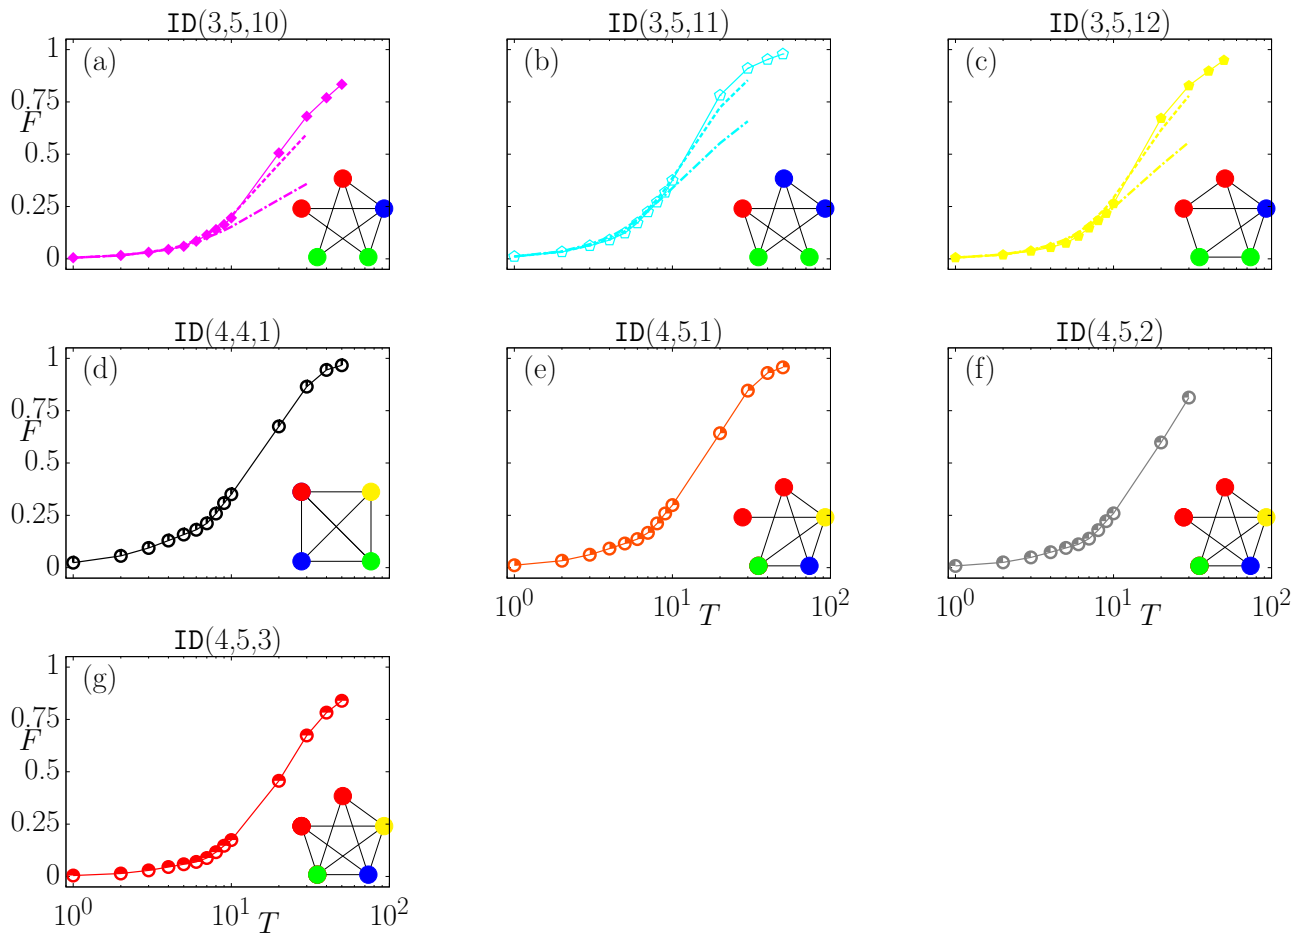 ID(3,5,10)
ID(3,5,11)
ID(3,5,12)
1
(a)
(b)
(c)
0.75
F
0.5
0.25
0
ID(4,4,1)
ID(4,5,1)
ID(4,5,2)
1
(d)
(e)
(f)
0.75
F
0.5
0.25
0
10^0 10^1 T 10^2
10^0 10^1 T 10^2
ID(4,5,3)
1
(g)
0.75
F
0.5
0.25
0
10^0 10^1 T 10^2